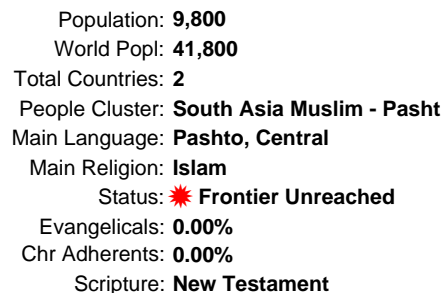 Population: 9,800
World Popl: 41,800
Total Countries: 2
People Cluster: South Asia Muslim - Pasht
Main Language: Pashto, Central
Main Religion: Islam
Status: Frontier Unreached
Evangelicals: 0.00%
Chr Adherents: 0.00%
Scripture: New Testament